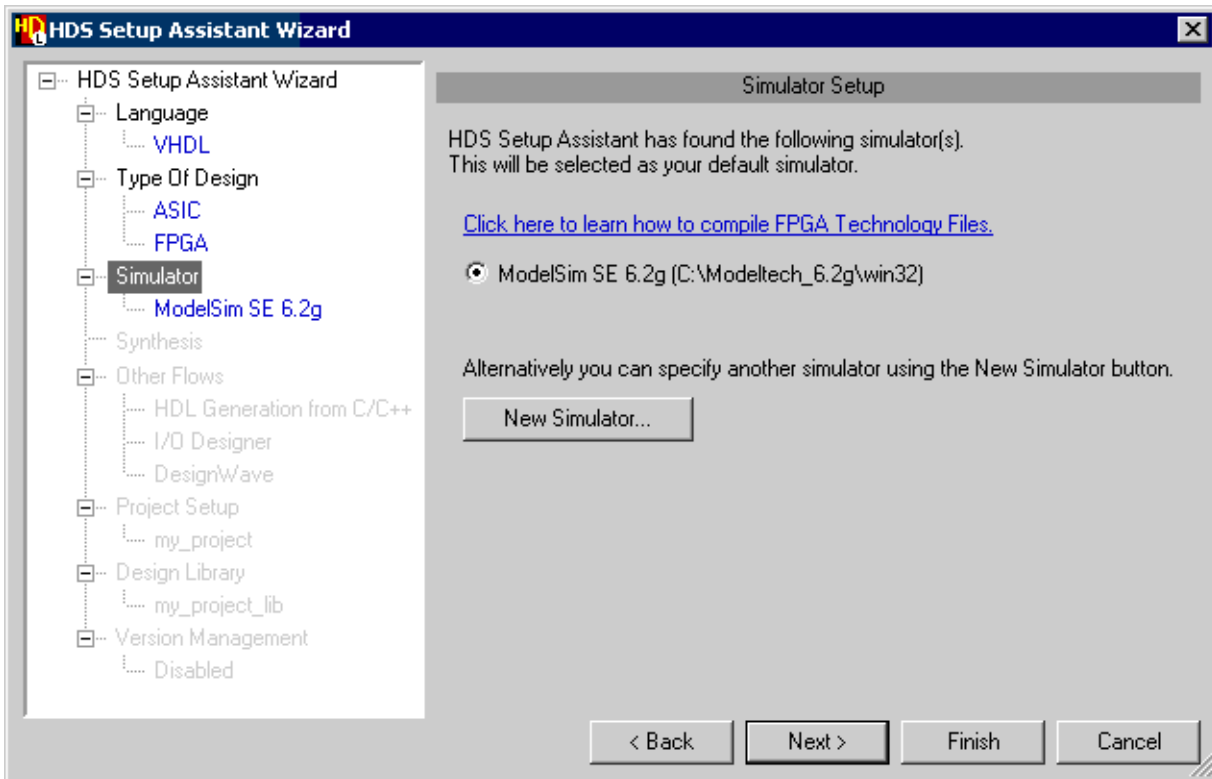 HDS Setup Assistant Wizard
HDS Setup Assistant Wizard
Language
VHDL
Type Of Design
ASIC
FPGA
Simulator
ModelSim SE 6.2g
Synthesis
Other Flows
HDL Generation from C/C++
I/O Designer
DesignWave
Project Setup
my_project
Design Library
my_project_lib
Version Management
Disabled
Simulator Setup
HDS Setup Assistant has found the following simulator(s).
This will be selected as your default simulator.
Click here to learn how to compile FPGA Technology Files.
ModelSim SE 6.2g (C:\Modeltech_6.2g\win32)
Alternatively you can specify another simulator using the New Simulator button.
New Simulator...
< Back
Next >
Finish
Cancel